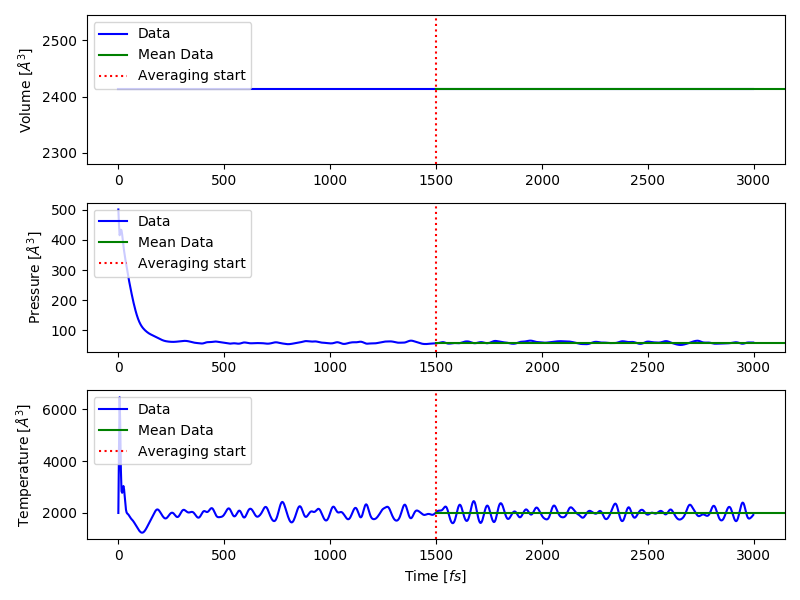 Volume [Å³]
2500
2400
2300
Data
Mean Data
Averaging start
0 500 1000 1500 2000 2500 3000
Pressure [Å³]
500
400
300
200
100
Data
Mean Data
Averaging start
0 500 1000 1500 2000 2500 3000
Temperature [Å³]
6000
4000
2000
Data
Mean Data
Averaging start
0 500 1000 1500 2000 2500 3000
Time [fs]